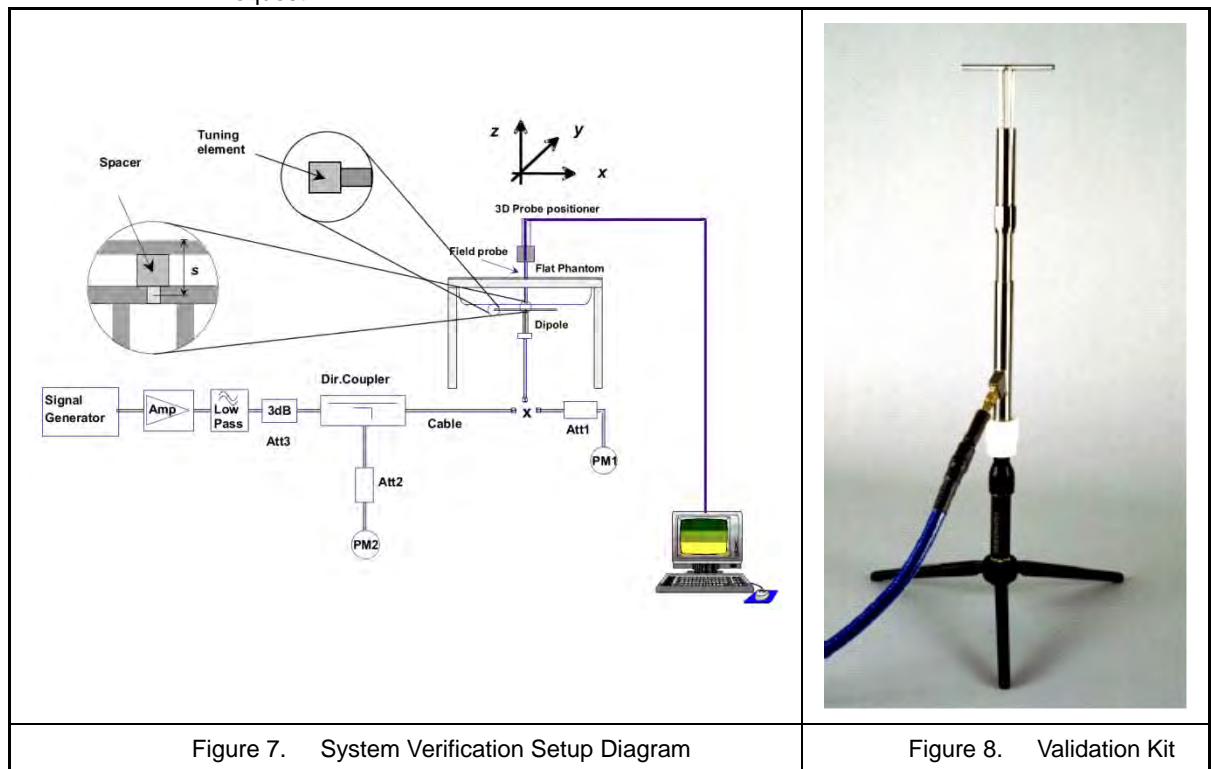 z
y
x
Tuning
element
Spacer
s
3D Probe positioner
Field probe
Flat Phantom
Dipole
Dir.Coupler
Signal
Generator
Amp
Low
Pass
3dB
Att3
Cable
x
Att1
PM1
Att2
PM2
Figure 7. System Verification Setup Diagram
Figure 8. Validation Kit